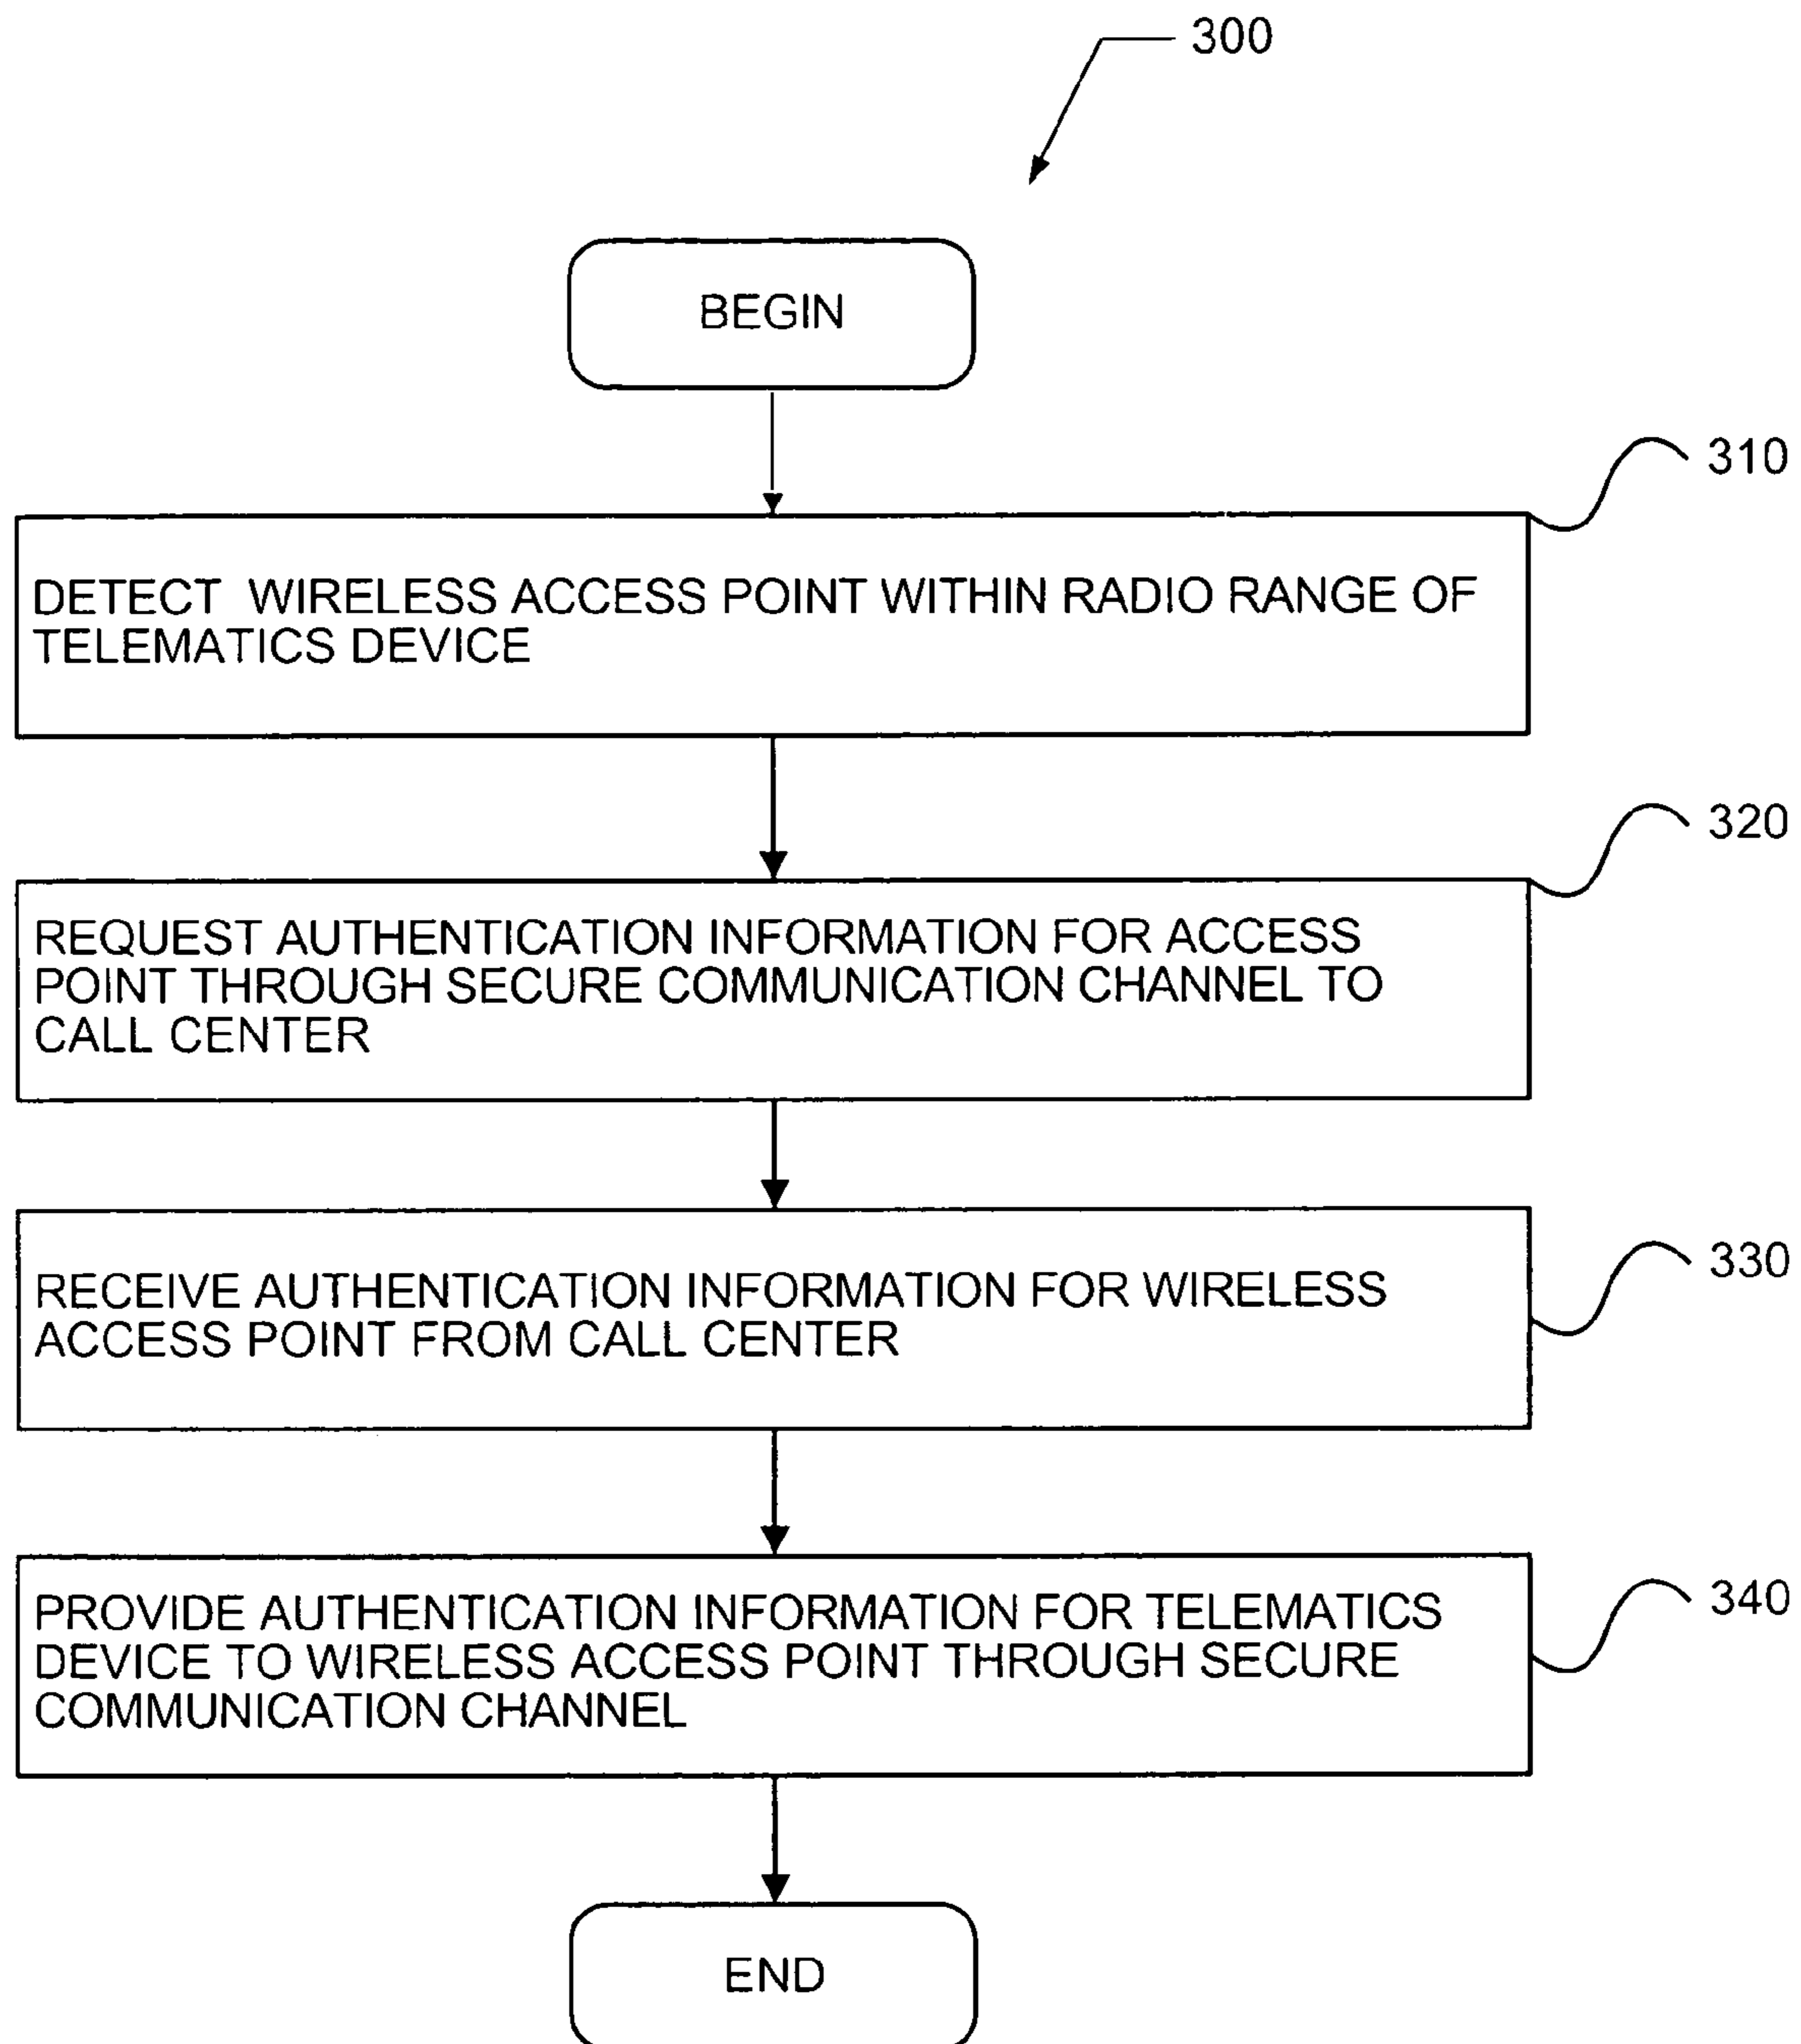 300
BEGIN
310
DETECT WIRELESS ACCESS POINT WITHIN RADIO RANGE OF
TELEMATICS DEVICE
320
REQUEST AUTHENTICATION INFORMATION FOR ACCESS
POINT THROUGH SECURE COMMUNICATION CHANNEL TO
CALL CENTER
330
RECEIVE AUTHENTICATION INFORMATION FOR WIRELESS
ACCESS POINT FROM CALL CENTER
340
PROVIDE AUTHENTICATION INFORMATION FOR TELEMATICS
DEVICE TO WIRELESS ACCESS POINT THROUGH SECURE
COMMUNICATION CHANNEL
END